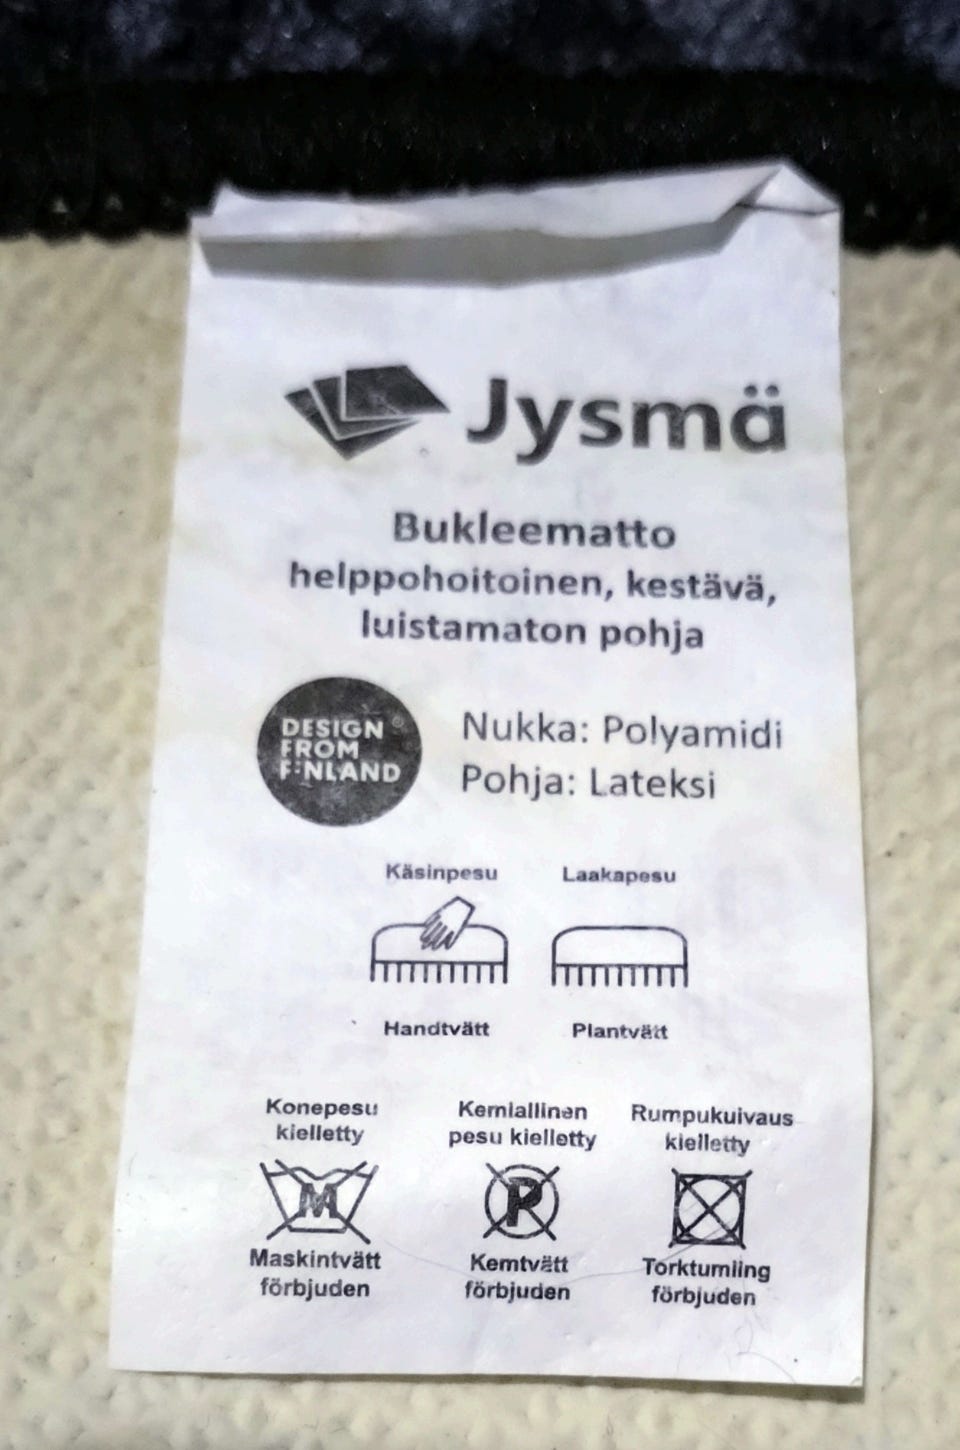 Jysmä
Bukleematto
helppohoitoinen, kestävä,
luistamaton pohja
DESIGN
FROM
FINLAND
Nukka: Polyamidi
Pohja: Lateksi
Käsinpesu
Laakapesu
Handtvätt
Plantvätt
Konepesu
kielletty
Kemiallinen
pesu kielletty
Rumpukuivaus
kielletty
M
P
Maskintvätt
förbjuden
Kemtvätt
förbjuden
Torktumling
förbjuden